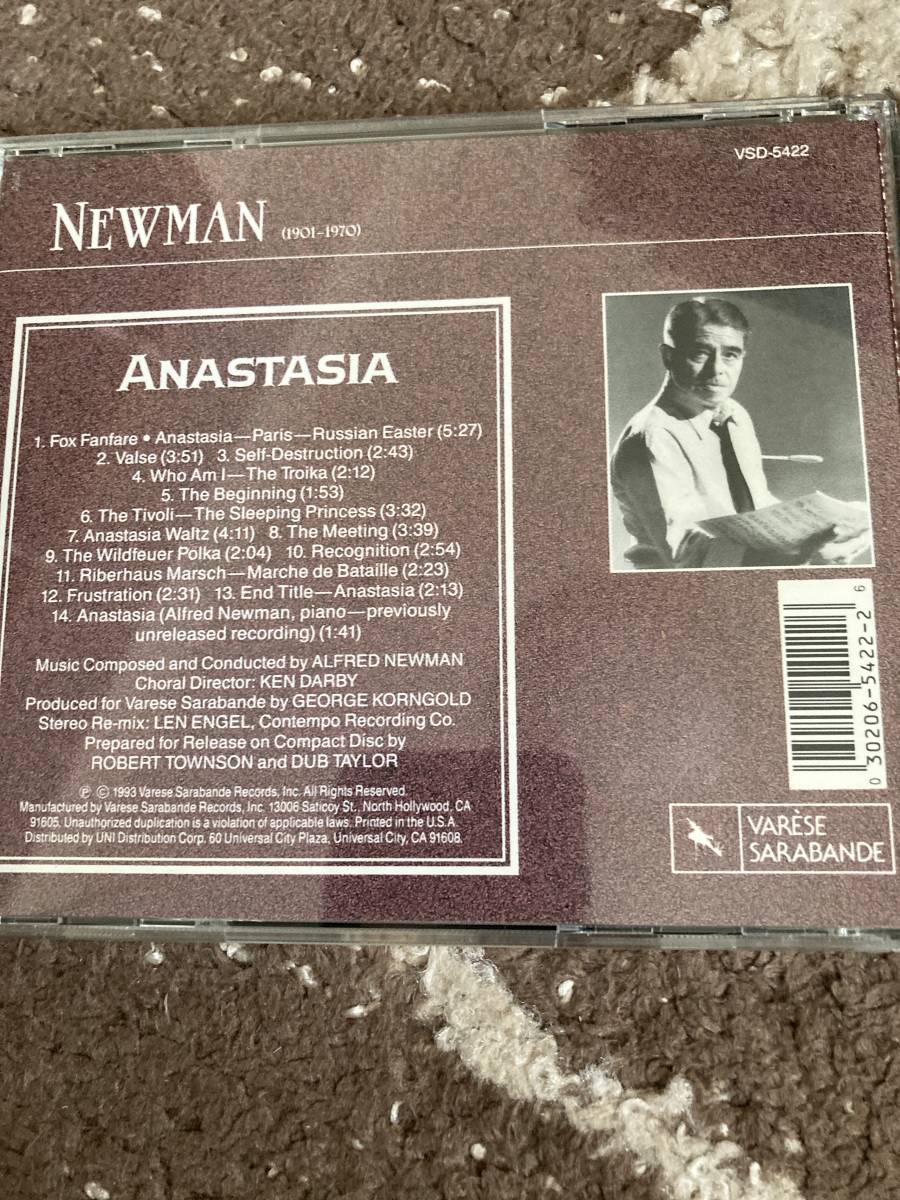 VSD-5422
NEWMAN (1901–1970)
ANASTASIA
1. Fox Fanfare • Anastasia—Paris—Russian Easter (5:27)
2. Valse (3:51) 3. Self-Destruction (2:43)
4. Who Am I—The Troika (2:12)
5. The Beginning (1:53)
6. The Tivoli—The Sleeping Princess (3:32)
7. Anastasia Waltz (4:11) 8. The Meeting (3:39)
9. The Wildfeuer Polka (2:04) 10. Recognition (2:54)
11. Riberhaus Marsch—Marche de Bataille (2:23)
12. Frustration (2:31) 13. End Title—Anastasia (2:13)
14. Anastasia (Alfred Newman, piano—previously
unreleased recording) (1:41)
Music Composed and Conducted by ALFRED NEWMAN
Choral Director: KEN DARBY
Produced for Varese Sarabande by GEORGE KORNGOLD
Stereo Re-mix: LEN ENGEL, Contempo Recording Co.
Prepared for Release on Compact Disc by
ROBERT TOWNSON and DUB TAYLOR
℗ © 1993 Varese Sarabande Records, Inc. All Rights Reserved.
Manufactured by Varese Sarabande Records, Inc. 13006 Saticoy St., North Hollywood, CA
91605. Unauthorized duplication is a violation of applicable laws. Printed in the U.S.A.
Distributed by UNI Distribution Corp. 60 Universal City Plaza, Universal City, CA 91608.
0 30206-5422-2 6
VARÈSE
SARABANDE